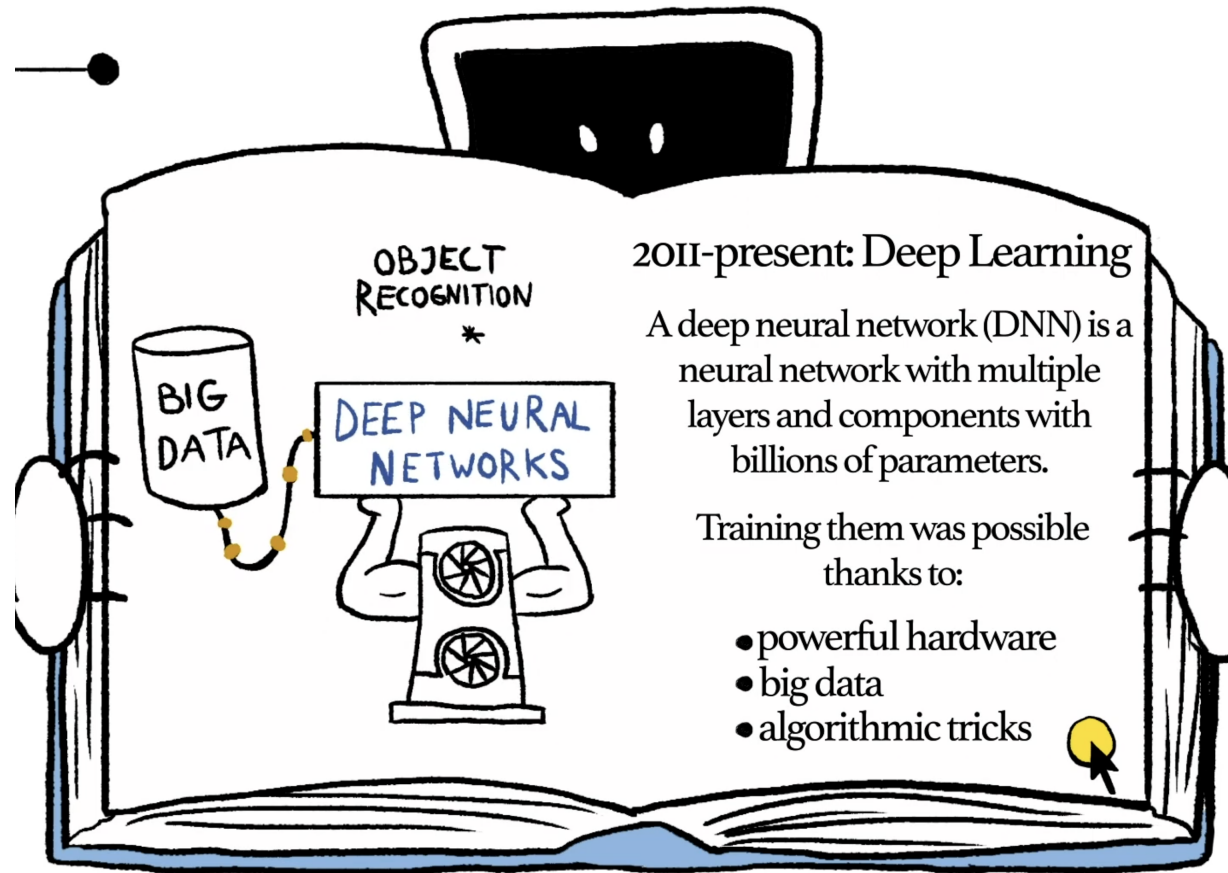 OBJECT
RECOGNITION
*
BIG
DATA
DEEP NEURAL
NETWORKS
2011-present: Deep Learning
A deep neural network (DNN) is a
neural network with multiple
layers and components with
billions of parameters.
Training them was possible
thanks to:
• powerful hardware
• big data
• algorithmic tricks